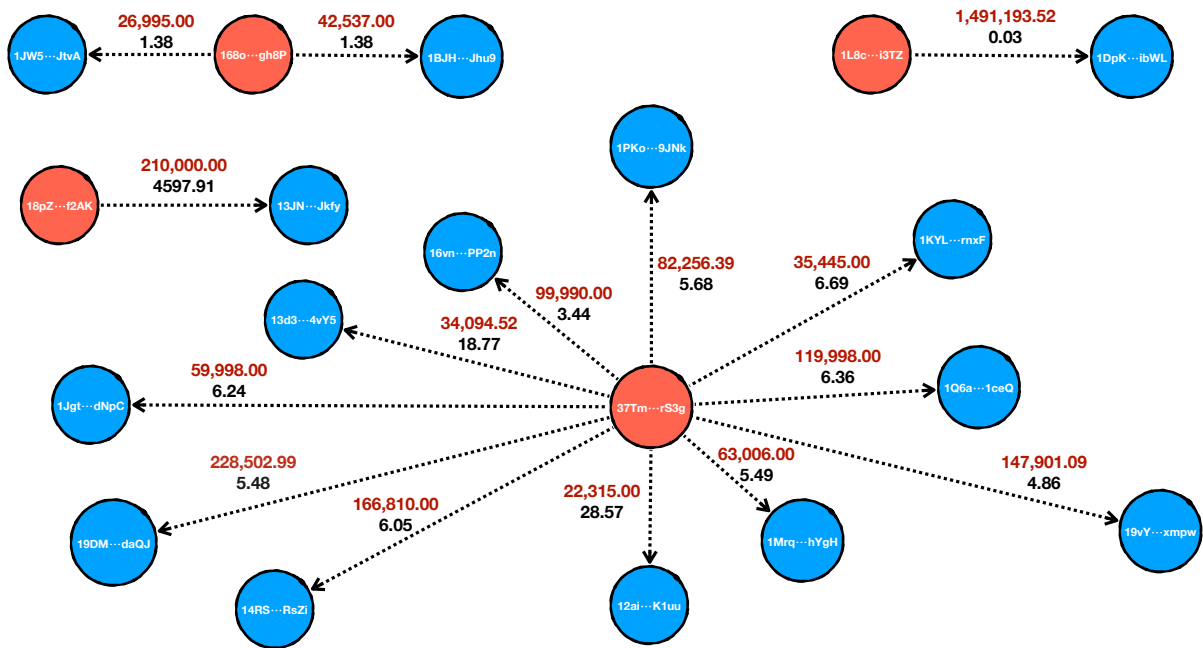 26,995.00
1.38
42,537.00
1.38
1,491,193.52
0.03
1JW5···JtvA
168o···gh8P
1BJH···Jhu9
1L8c···i3TZ
1DpK···ibWL
1PKo···9JNk
210,000.00
4597.91
18pZ···f2AK
13JN···Jkfy
16vn···PP2n
1KYL···rnxF
82,256.39
5.68
35,445.00
6.69
99,990.00
3.44
13d3···4vY5
34,094.52
18.77
59,998.00
6.24
119,998.00
6.36
1Jgt···dNpC
37Tm···rS3g
1Q6a···1ceQ
228,502.99
5.48
63,006.00
5.49
147,901.09
4.86
166,810.00
6.05
22,315.00
28.57
19DM···daQJ
1Mrq···hYgH
19vY···xmpw
14RS···RsZi
12ai···K1uu